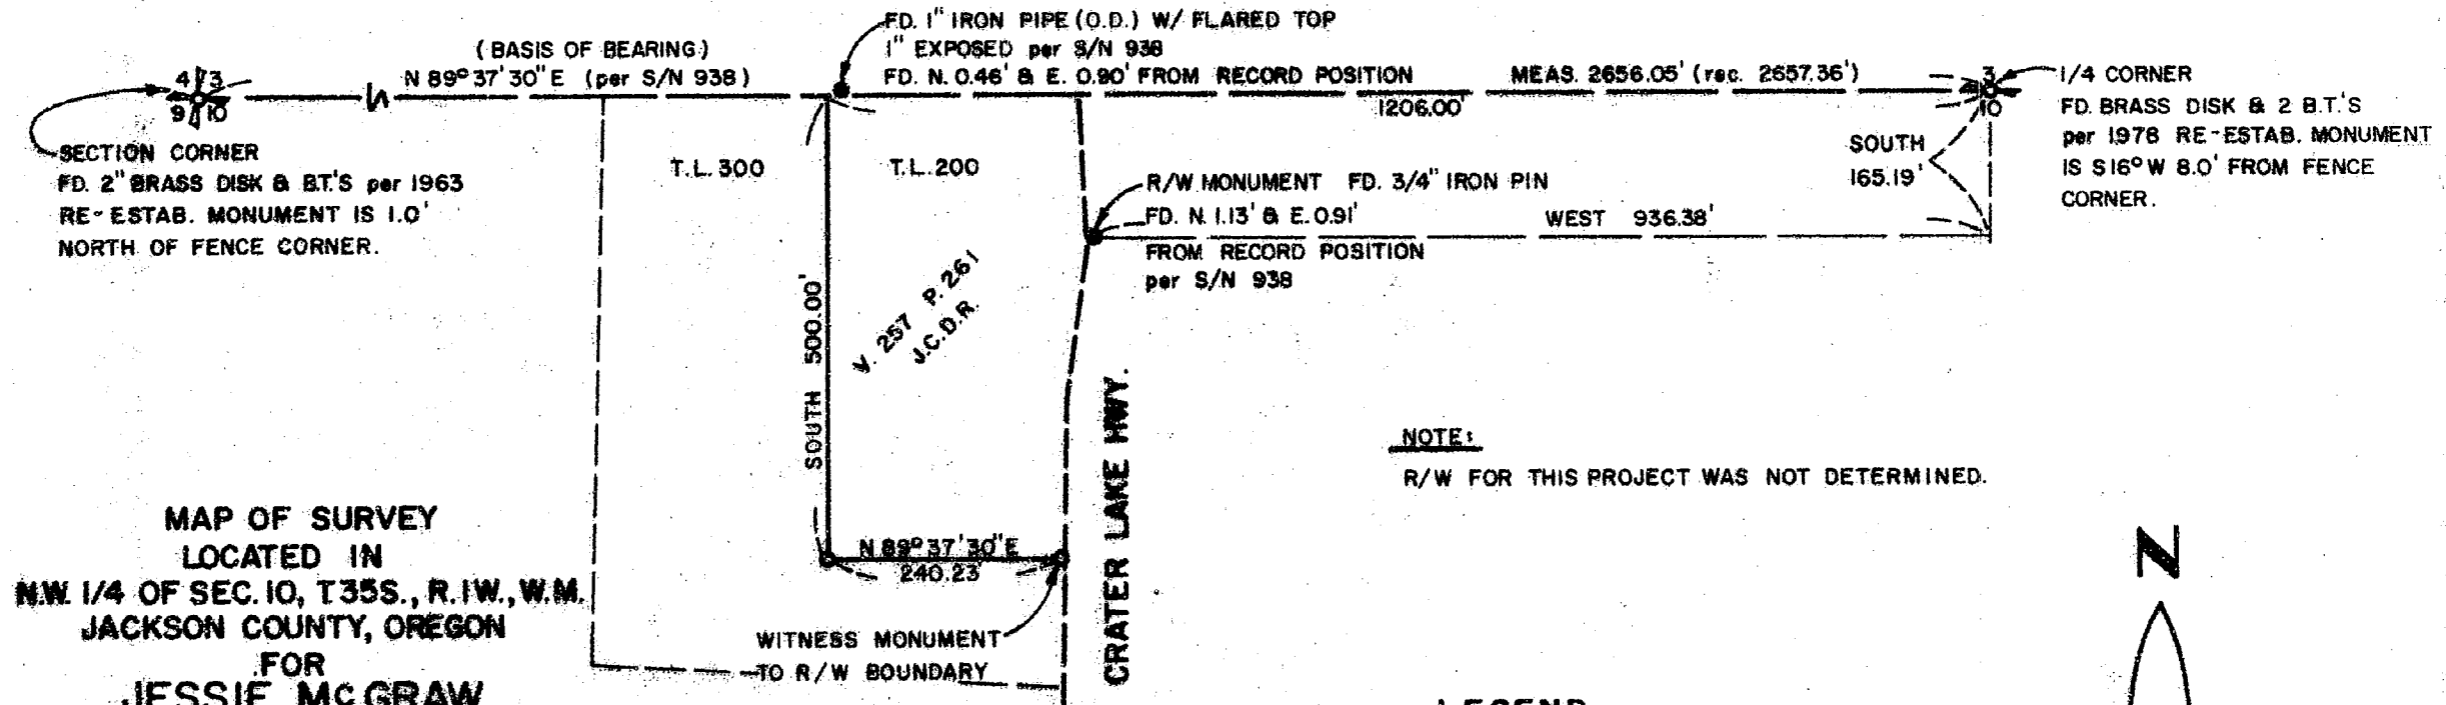 FD. 1" IRON PIPE (O.D.) W/ FLARED TOP
1" EXPOSED per S/N 938
FD. N. 0.46' & E. 0.90' FROM RECORD POSITION
(BASIS OF BEARING)
N 89° 37' 30" E (per S/N 938)
MEAS. 2656.05' (rec. 2657.36')
1206.00'
4 3
9 10
3
10
1/4 CORNER
FD. BRASS DISK & 2 B.T.'S
per 1978 RE-ESTAB. MONUMENT
IS S16° W 8.0' FROM FENCE
CORNER.
SECTION CORNER
FD. 2" BRASS DISK & B.T.'S per 1963
RE-ESTAB. MONUMENT IS 1.0'
NORTH OF FENCE CORNER.
T.L. 300
T.L. 200
SOUTH
165.19'
R/W MONUMENT FD. 3/4" IRON PIN
FD. N. 1.13' & E. 0.91'
FROM RECORD POSITION
per S/N 938
WEST 936.38'
V. 257 P. 261
J.C.D.R.
SOUTH 500.00'
CRATER LAKE HWY.
NOTE:
R/W FOR THIS PROJECT WAS NOT DETERMINED.
N 89° 37' 30" E
240.23'
WITNESS MONUMENT
TO R/W BOUNDARY
MAP OF SURVEY
LOCATED IN
N.W. 1/4 OF SEC. 10, T35S., R.1W., W.M.
JACKSON COUNTY, OREGON
FOR
JESSIE McGRAW
N
LEGEND